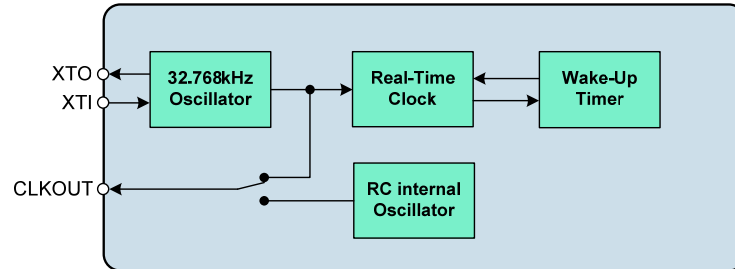 XTO
XTI
32.768kHz
Oscillator
Real-Time
Clock
Wake-Up
Timer
CLKOUT
RC internal
Oscillator